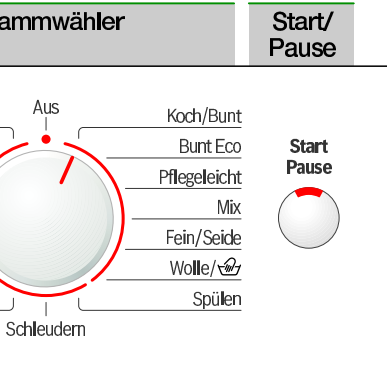 ammwähler
Start/
Pause
Aus
Koch/Bunt
Bunt Eco
Pflegeleicht
Mix
Fein/Seide
Wolle/
Spülen
Schleudern
Start
Pause